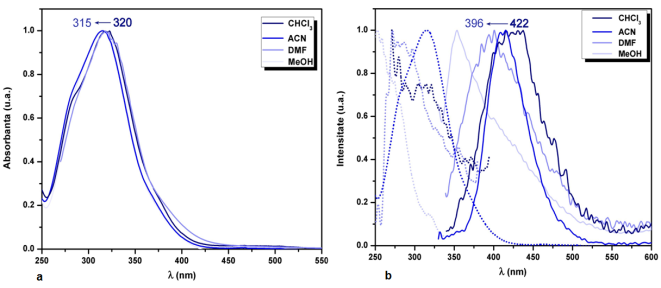 315 ← 320
CHCl₃
ACN
DMF
MeOH
Absorbanta (u.a.)
1.0
0.8
0.6
0.4
0.2
0.0
250 300 350 400 450 500 550
λ (nm)
a
396 ← 422
CHCl₃
ACN
DMF
MeOH
Intensitate (u.a.)
1.0
0.8
0.6
0.4
0.2
0.0
250 300 350 400 450 500 550 600
λ (nm)
b